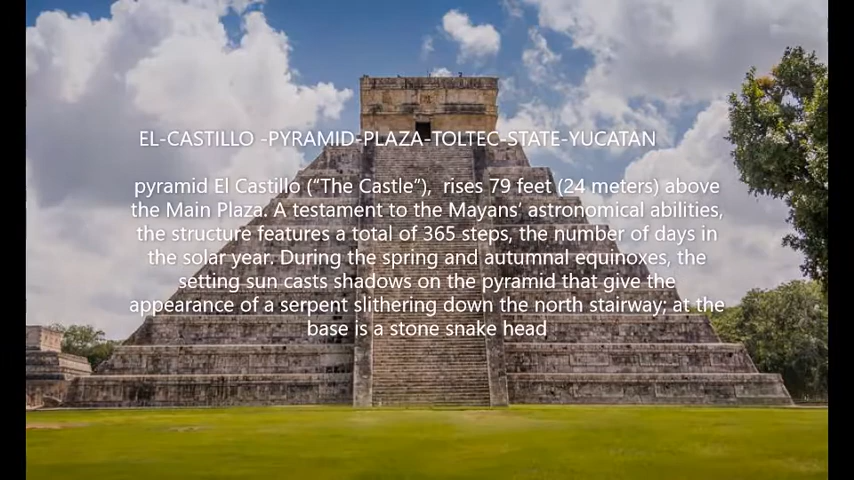 EL-CASTILLO -PYRAMID-PLAZA-TOLTEC-STATE-YUCATAN
pyramid El Castillo (“The Castle”),  rises 79 feet (24 meters) above
the Main Plaza. A testament to the Mayans’ astronomical abilities,
the structure features a total of 365 steps, the number of days in
the solar year. During the spring and autumnal equinoxes, the
setting sun casts shadows on the pyramid that give the
appearance of a serpent slithering down the north stairway; at the
base is a stone snake head